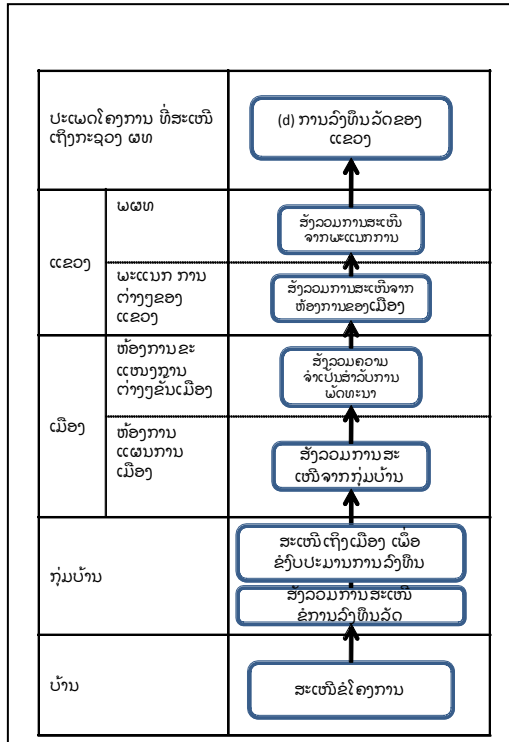 ປະເພດໂຄງການ ທີ່ສະເໜີ
ເຖິງກະຊວງ ຜທ
(d) ການລົງທຶນລັດຂອງ
ແຂວງ
ແຂວງ
ພຜທ
ສັງລວມການສະເໜີ
ຈາກພະແນກການ
ພະແນກ ການ
ຕ່າງໆຂອງ
ແຂວງ
ສັງລວມການສະເໜີຈາກ
ຫ້ອງການຂອງເມືອງ
ເມືອງ
ຫ້ອງການຂະ
ແໜງການ
ຕ່າງໆຂັ້ນເມືອງ
ສັງລວມຄວາມ
ຈຳເປັນສຳລັບການ
ພັດທະນາ
ຫ້ອງການ
ແຜນການ
ເມືອງ
ສັງລວມການສະ
ເໜີຈາກກຸ່ມບ້ານ
ກຸ່ມບ້ານ
ສະເໜີເຖິງເມືອງ ເພື່ອ
ຂໍງົບປະມານການລົງທຶນ
ສັງລວມການສະເໜີ
ຂໍການລົງທຶນລັດ
ບ້ານ
ສະເໜີຂໍໂຄງການ